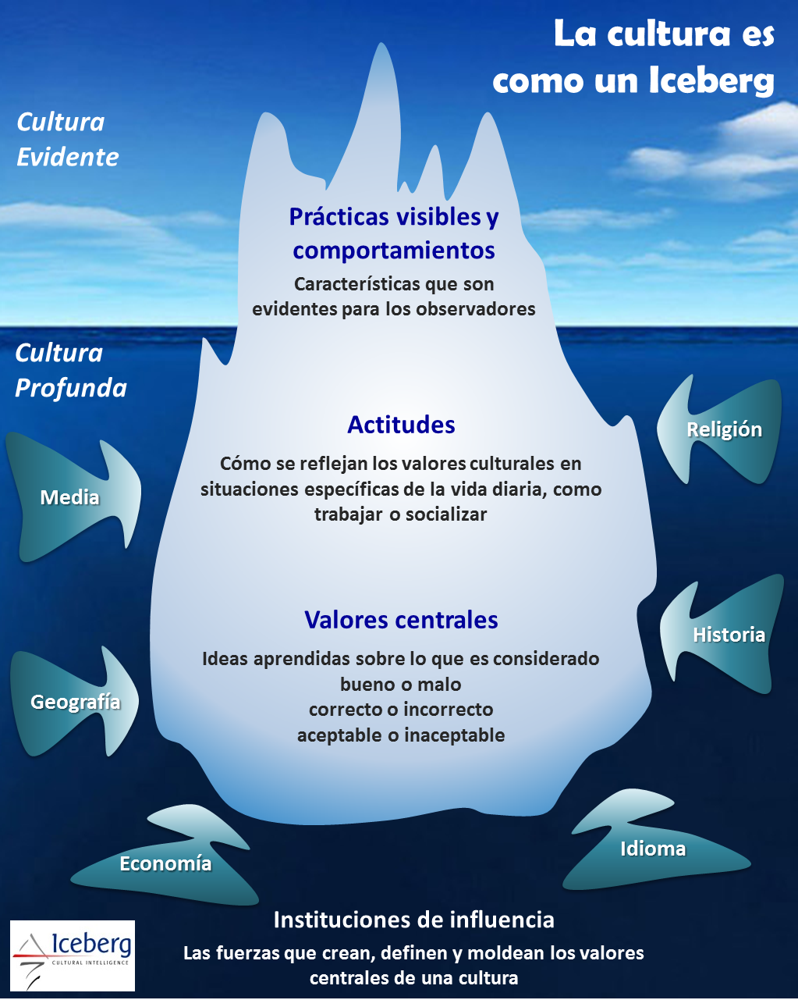 La cultura es
como un Iceberg
Cultura
Evidente
Prácticas visibles y
comportamientos
Características que son
evidentes para los observadores
Cultura
Profunda
Actitudes
Cómo se reflejan los valores culturales en
situaciones específicas de la vida diaria, como
trabajar o socializar
Religión
Media
Valores centrales
Ideas aprendidas sobre lo que es considerado
bueno o malo
correcto o incorrecto
aceptable o inaceptable
Historia
Geografía
Economía
Idioma
Instituciones de influencia
Las fuerzas que crean, definen y moldean los valores
centrales de una cultura
Iceberg
CULTURAL INTELLIGENCE